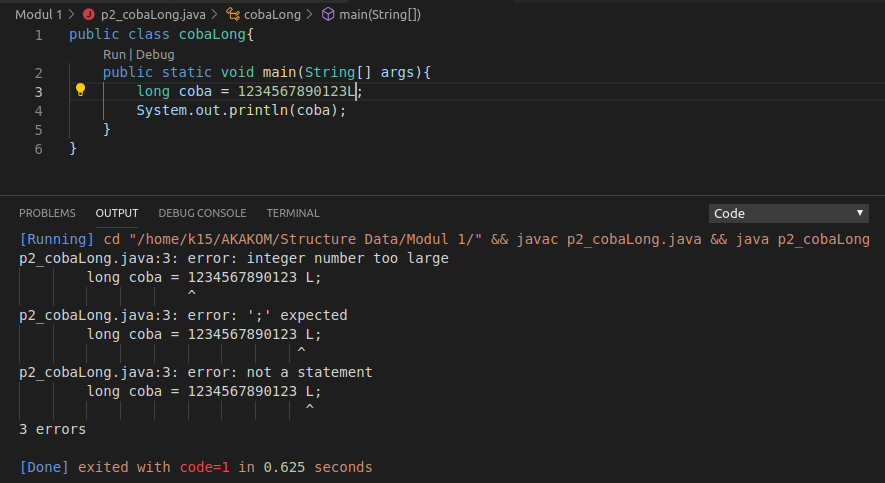 Modul 1 > p2_cobaLong.java > cobaLong > main(String[])
1 public class cobaLong{
Run | Debug
2 public static void main(String[] args){
3 long coba = 1234567890123L;
4 System.out.println(coba);
5 }
6 }
PROBLEMS OUTPUT DEBUG CONSOLE TERMINAL Code
[Running] cd "/home/k15/AKAKOM/Structure Data/Modul 1/" && javac p2_cobaLong.java && java p2_cobaLong
p2_cobaLong.java:3: error: integer number too large
long coba = 1234567890123 L;
^
p2_cobaLong.java:3: error: ';' expected
long coba = 1234567890123 L;
^
p2_cobaLong.java:3: error: not a statement
long coba = 1234567890123 L;
^
3 errors
[Done] exited with code=1 in 0.625 seconds